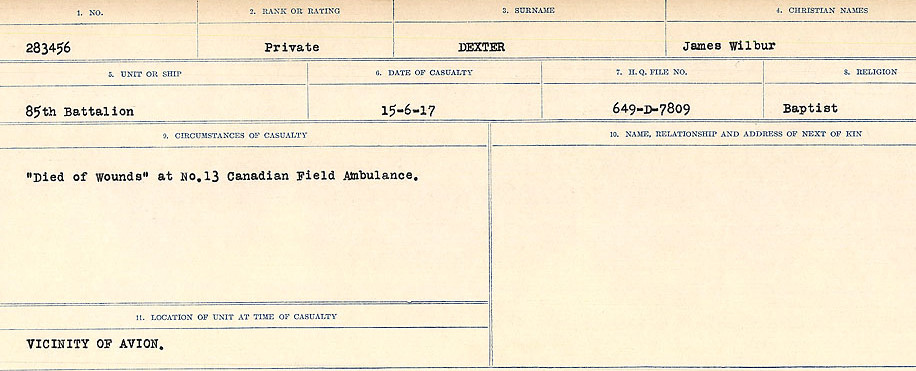 1. NO. 2. RANK OR RATING 3. SURNAME 4. CHRISTIAN NAMES
283456 Private DEXTER James Wilbur
5. UNIT OR SHIP 6. DATE OF CASUALTY 7. H. Q. FILE NO. 8. RELIGION
85th Battalion 15-6-17 649-D-7809 Baptist
9. CIRCUMSTANCES OF CASUALTY
"Died of Wounds" at No.13 Canadian Field Ambulance.
10. NAME, RELATIONSHIP AND ADDRESS OF NEXT OF KIN
11. LOCATION OF UNIT AT TIME OF CASUALTY
VICINITY OF AVION.